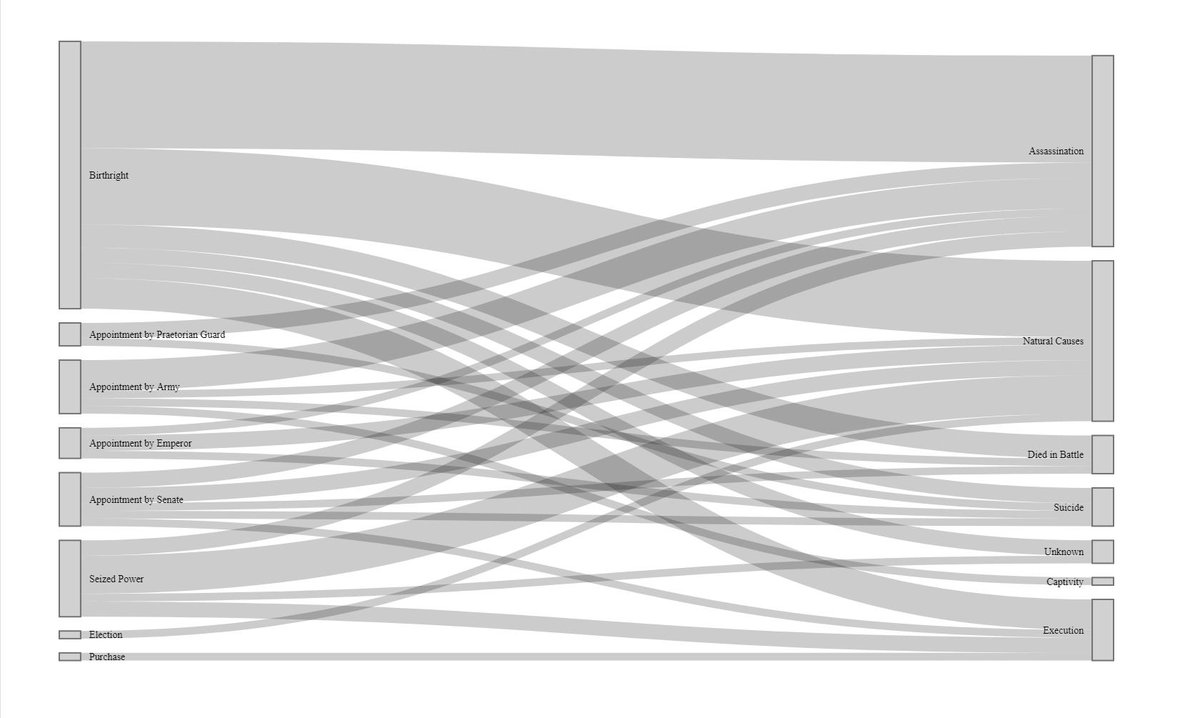 Birthright
Appointment by Praetorian Guard
Appointment by Army
Appointment by Emperor
Appointment by Senate
Seized Power
Election
Purchase
Assassination
Natural Causes
Died in Battle
Suicide
Unknown
Captivity
Execution